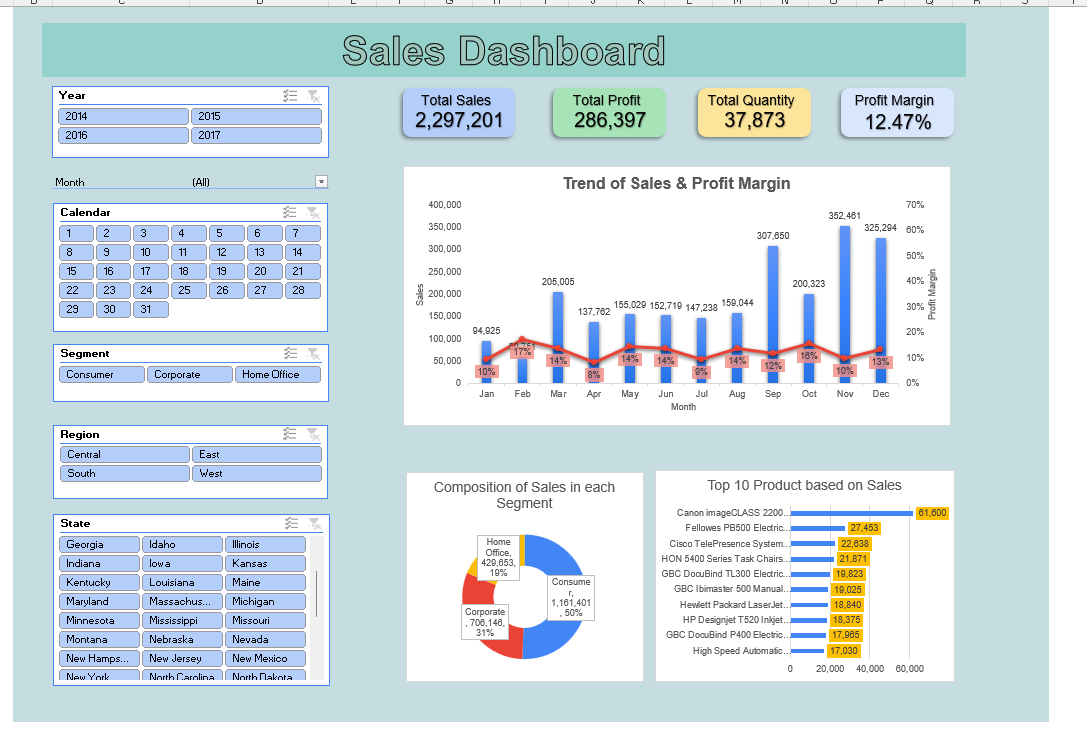 Sales Dashboard
Year
2014 2015
2016 2017
Month (All)
Calendar
1 2 3 4 5 6 7
8 9 10 11 12 13 14
15 16 17 18 19 20 21
22 23 24 25 26 27 28
29 30 31
Segment
Consumer Corporate Home Office
Region
Central East
South West
State
Georgia Idaho Illinois
Indiana Iowa Kansas
Kentucky Louisiana Maine
Maryland Massachus... Michigan
Minnesota Mississippi Missouri
Montana Nebraska Nevada
New Hamps... New Jersey New Mexico
New York North Carolina North Dakota
Total Sales
2,297,201
Total Profit
286,397
Total Quantity
37,873
Profit Margin
12.47%
Trend of Sales & Profit Margin
Sales
400,000
350,000
300,000
250,000
200,000
150,000
100,000
50,000
0
94,925 205,005 137,762 155,029 152,719 147,238 159,044 307,650 200,323 352,461 325,294
10% 17% 14% 8% 14% 14% 9% 14% 12% 16% 10% 13%
Jan Feb Mar Apr May Jun Jul Aug Sep Oct Nov Dec
Month
70%
60%
50%
40%
30%
20%
10%
0%
Profit Margin
Composition of Sales in each
Segment
Home
Office,
429,653,
19%
Consume
r,
1,161,401
, 50%
Corporate
, 706,146,
31%
Top 10 Product based on Sales
Canon imageCLASS 2200... 61,600
Fellowes PB500 Electric... 27,453
Cisco TelePresence System... 22,638
HON 5400 Series Task Chairs... 21,871
GBC DocuBind TL300 Electric... 19,823
GBC Ibimaster 500 Manual... 19,025
Hewlett Packard LaserJet... 18,840
HP Designjet T520 Inkjet... 18,375
GBC DocuBind P400 Electric... 17,965
High Speed Automatic... 17,030
0 20,000 40,000 60,000